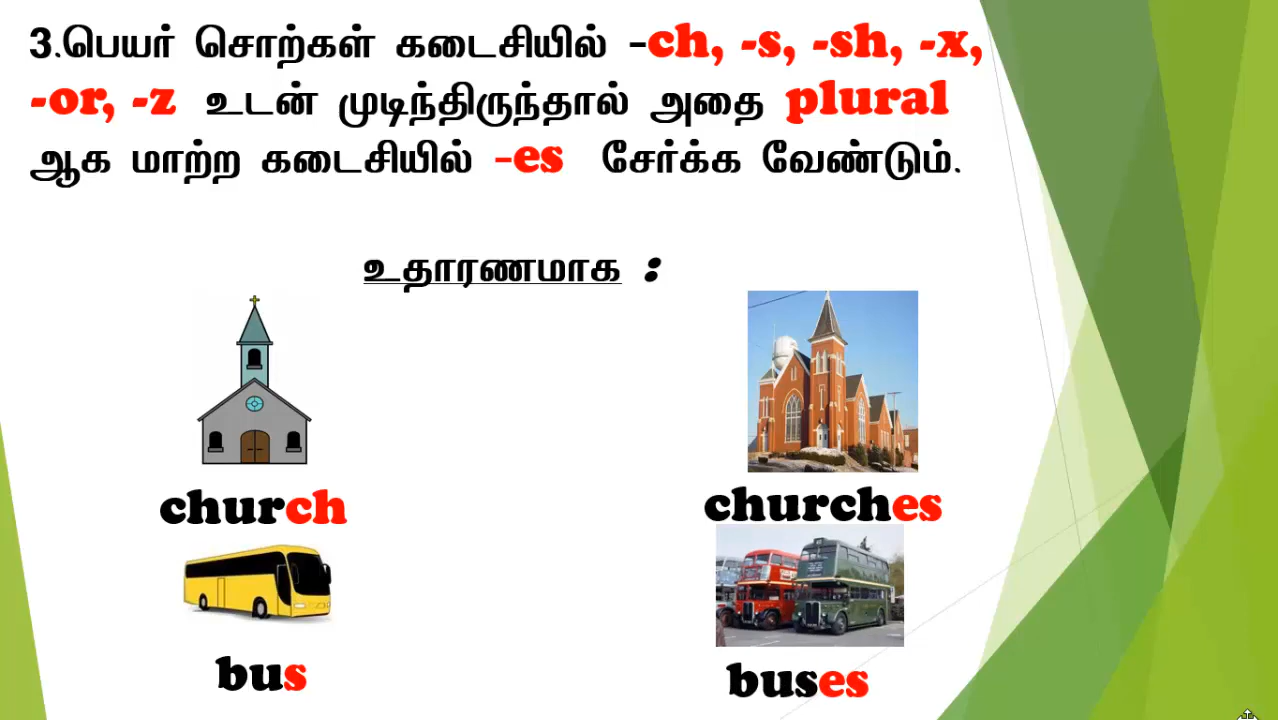 3.பெயர் சொற்கள் கடைசியில் -ch, -s, -sh, -x,
-or, -z உடன் முடிந்திருந்தால் அதை plural
ஆக மாற்ற கடைசியில் -es சேர்க்க வேண்டும்.
உதாரணமாக :
church churches
bus buses